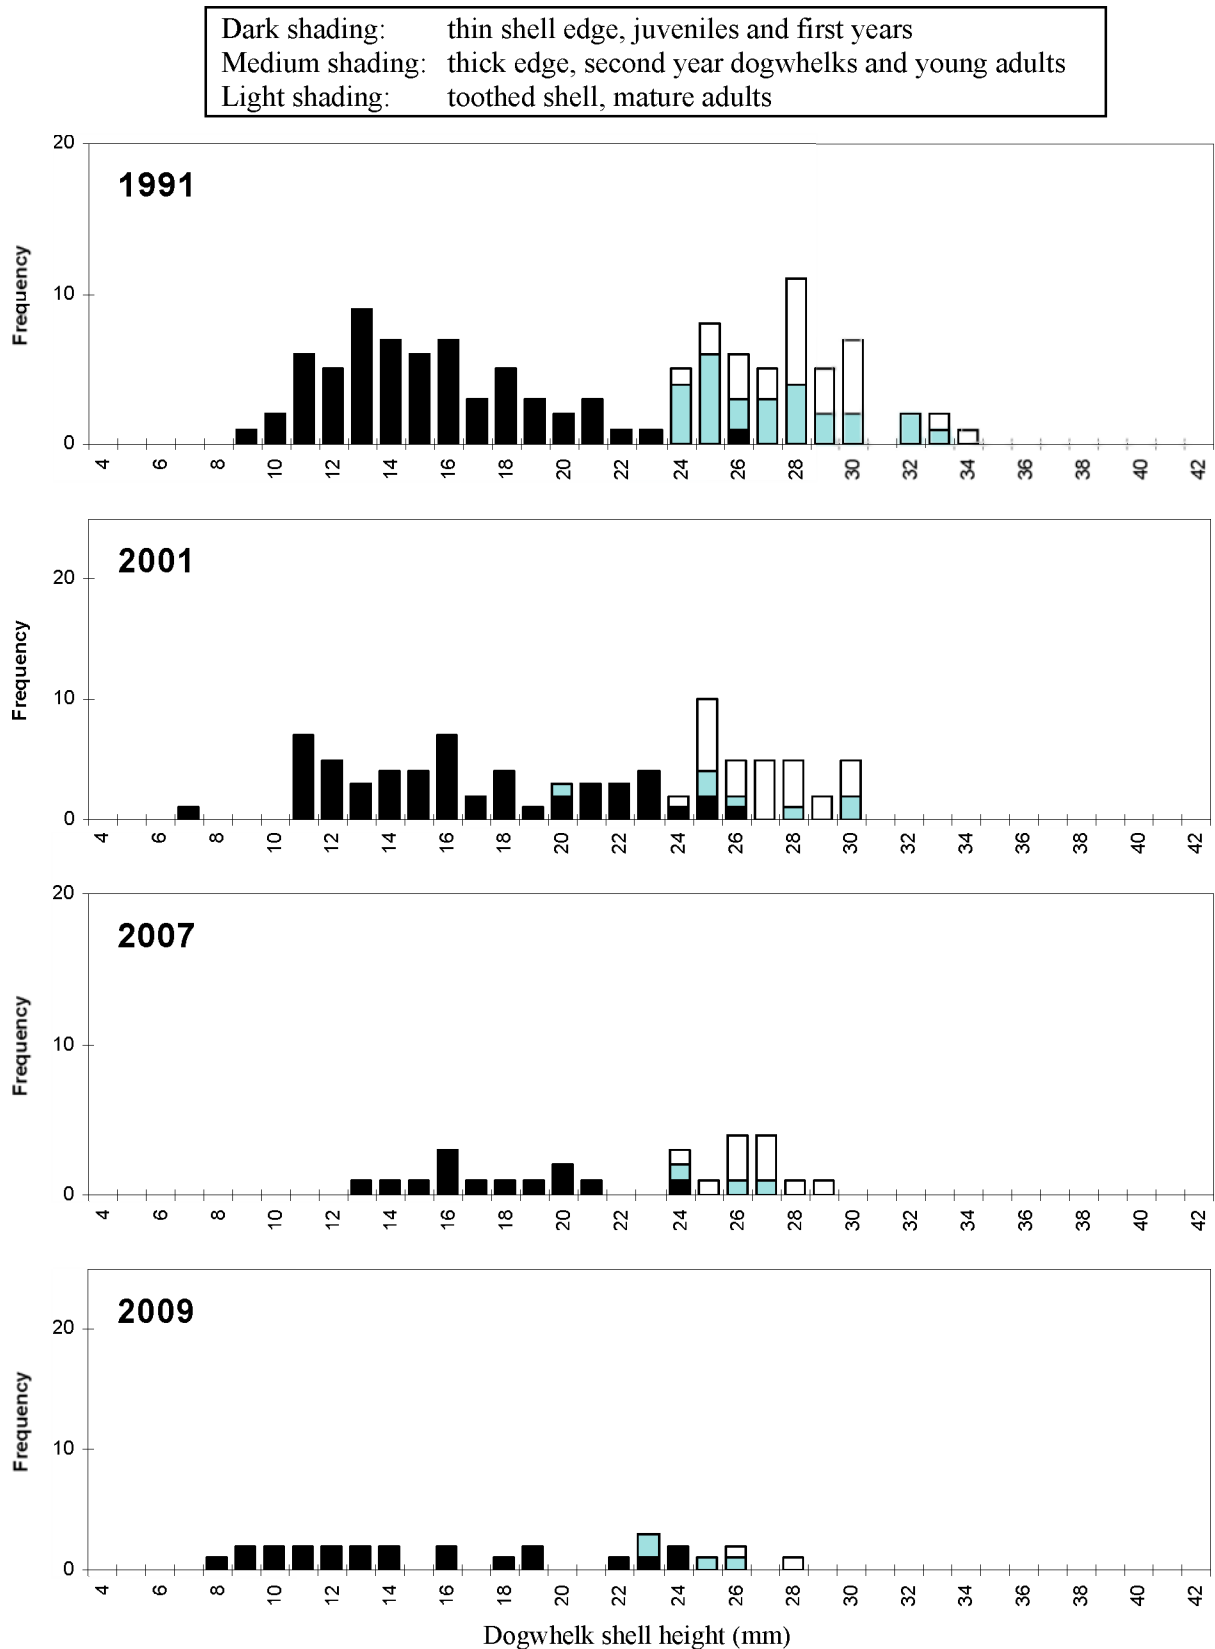 Dark shading: thin shell edge, juveniles and first years
Medium shading: thick edge, second year dogwhelks and young adults
Light shading: toothed shell, mature adults
20
1991
Frequency
10
0
4 6 8 10 12 14 16 18 20 22 24 26 28 30 32 34 36 38 40 42
2001
20
Frequency
10
0
4 6 8 10 12 14 16 18 20 22 24 26 28 30 32 34 36 38 40 42
20
2007
Frequency
10
0
4 6 8 10 12 14 16 18 20 22 24 26 28 30 32 34 36 38 40 42
2009
20
Frequency
10
0
4 6 8 10 12 14 16 18 20 22 24 26 28 30 32 34 36 38 40 42
Dogwhelk shell height (mm)